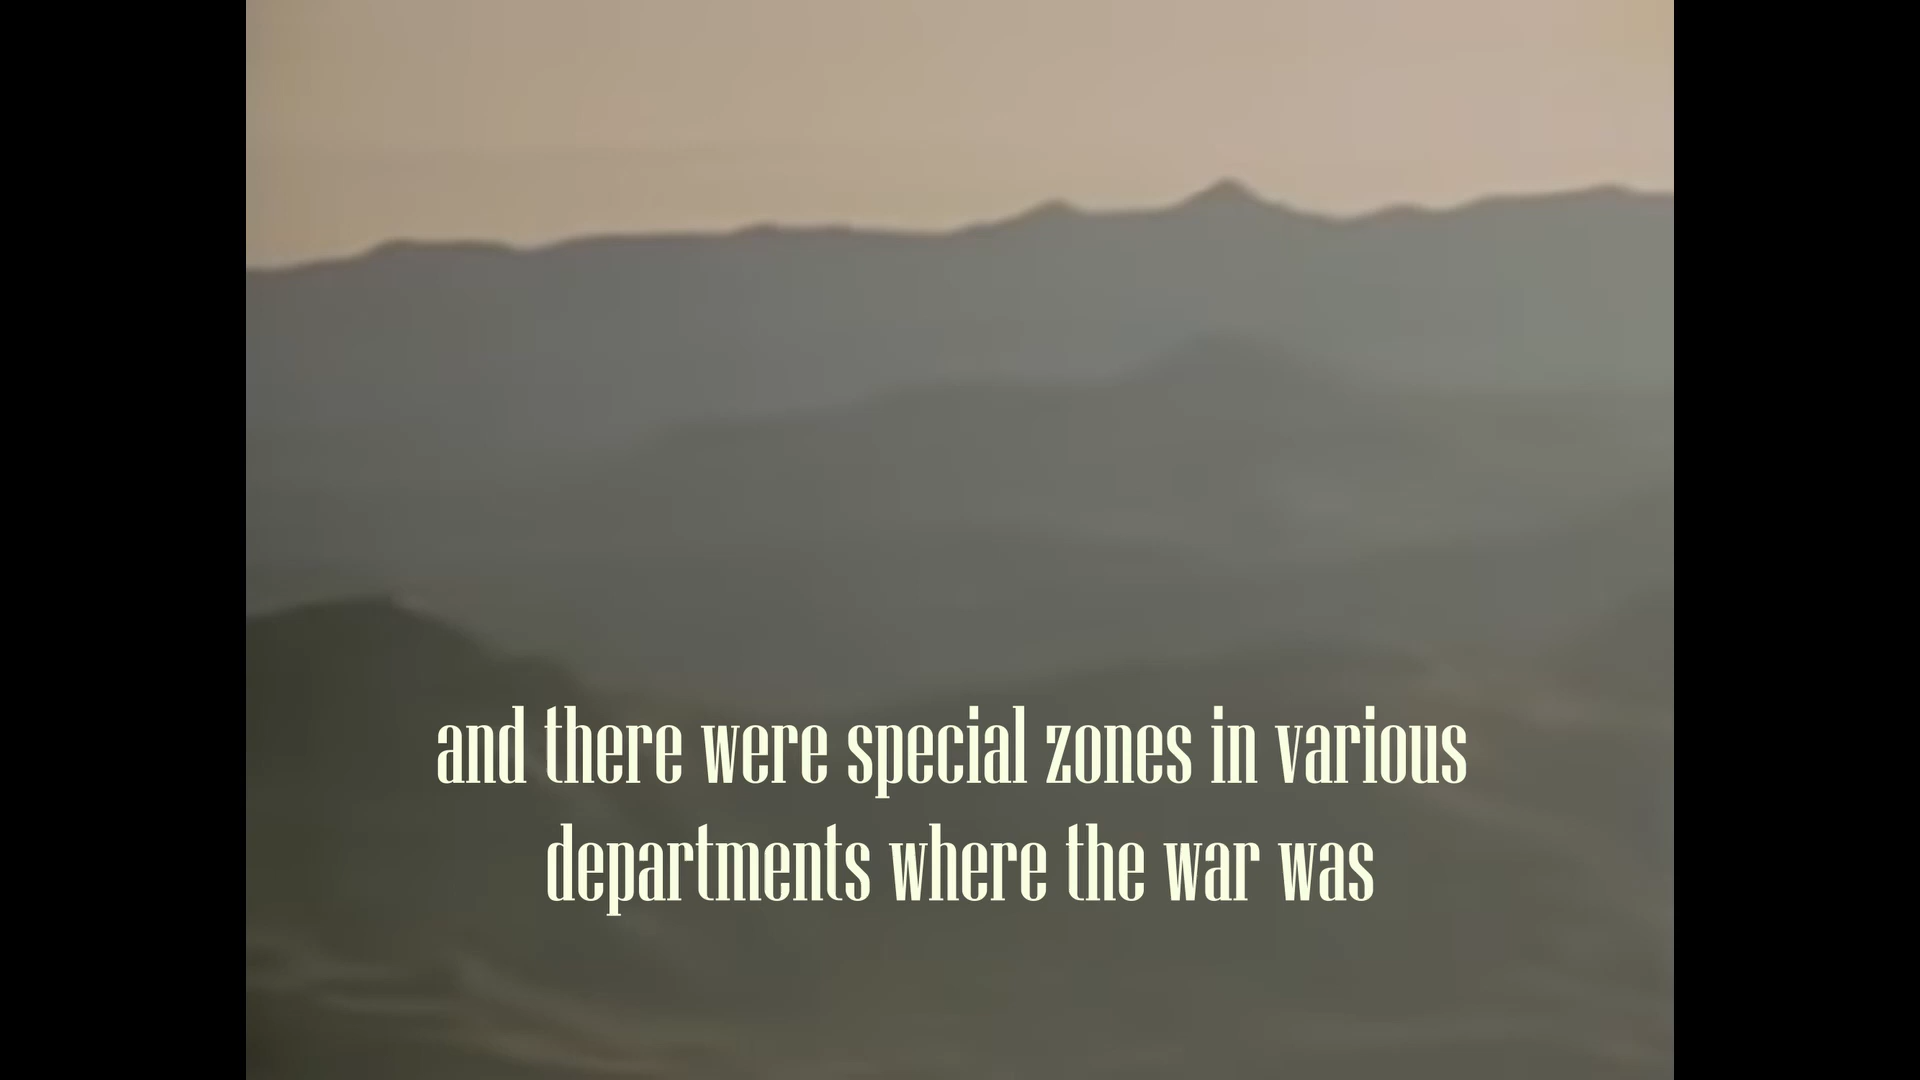 and there were special zones in various
departments where the war was